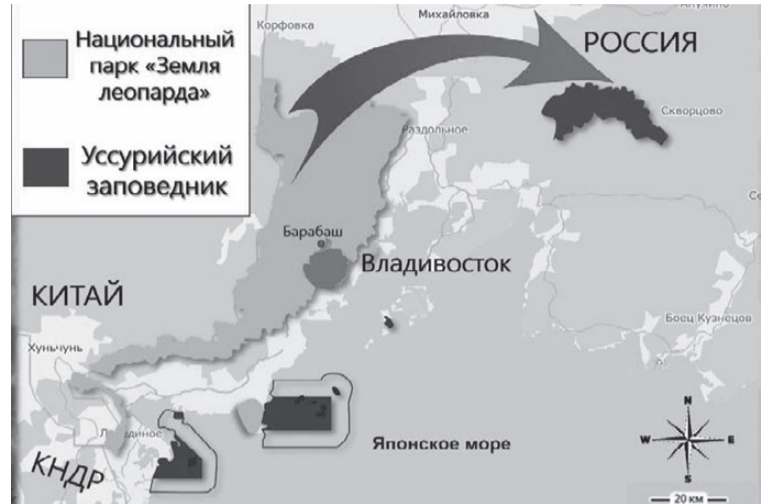 Национальный
парк «Земля
леопарда»
Уссурийский
заповедник
Корфовка
Михайловка
РОССИЯ
Скворцово
Раздольное
Барабаш
Владивосток
КИТАЙ
Хуньчунь
Боец Кузнецов
Японское море
КНДР
N
W
E
S
20 км